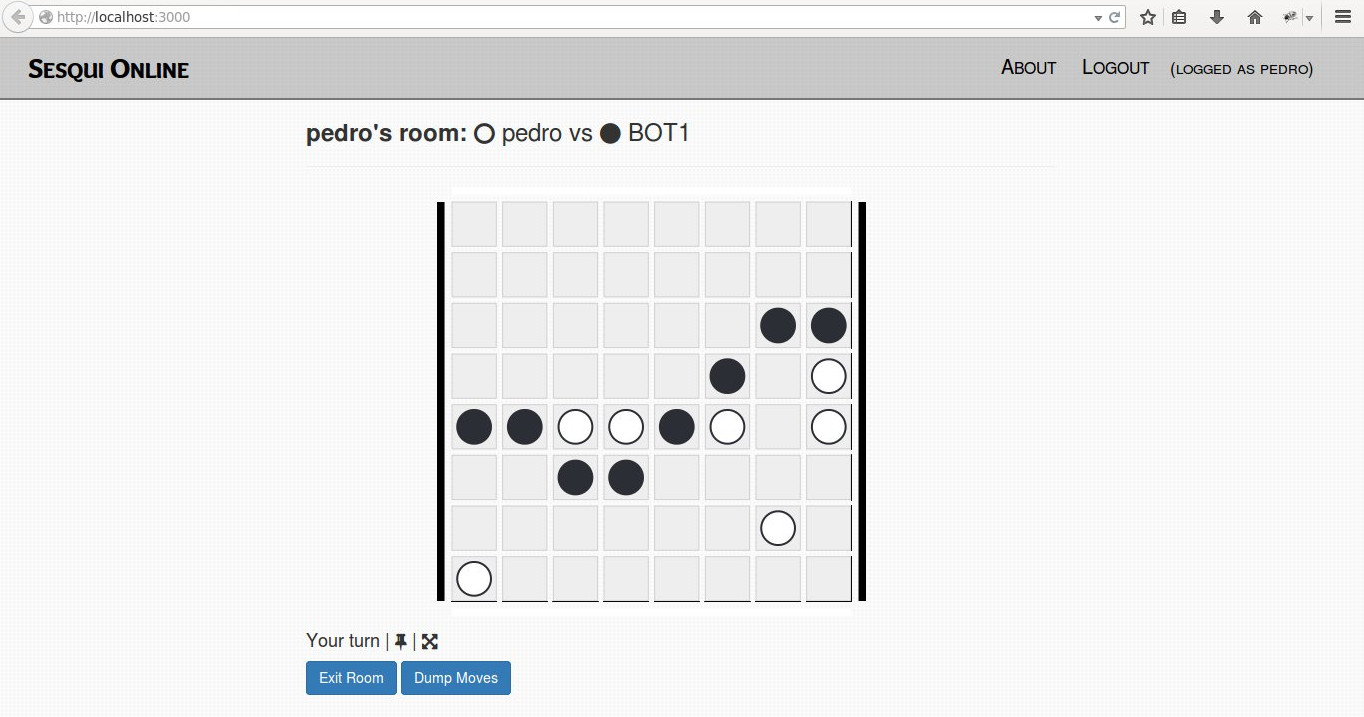 http://localhost:3000
Sesqui Online
About Logout (logged as pedro)
pedro's room: pedro vs BOT1
Your turn | |
Exit Room Dump Moves